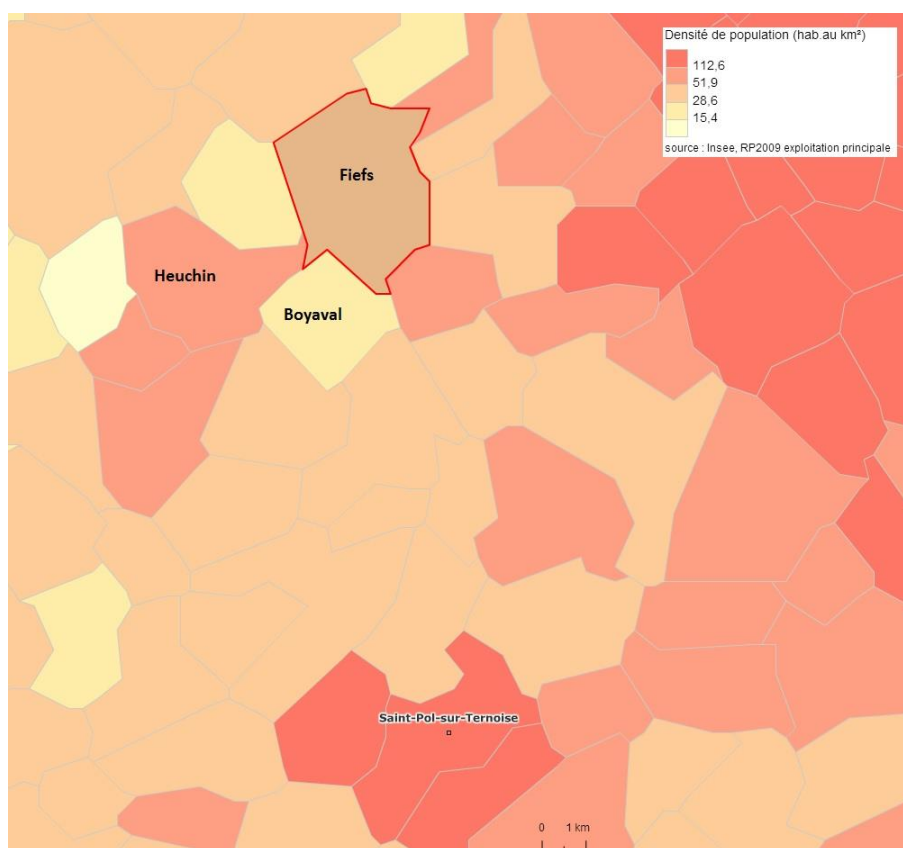 Densité de population (hab.au km²)
112,6
51,9
28,6
15,4
source : Insee, RP2009 exploitation principale
Fiefs
Heuchin
Boyaval
Saint-Pol-sur-Ternoise
0 1 km